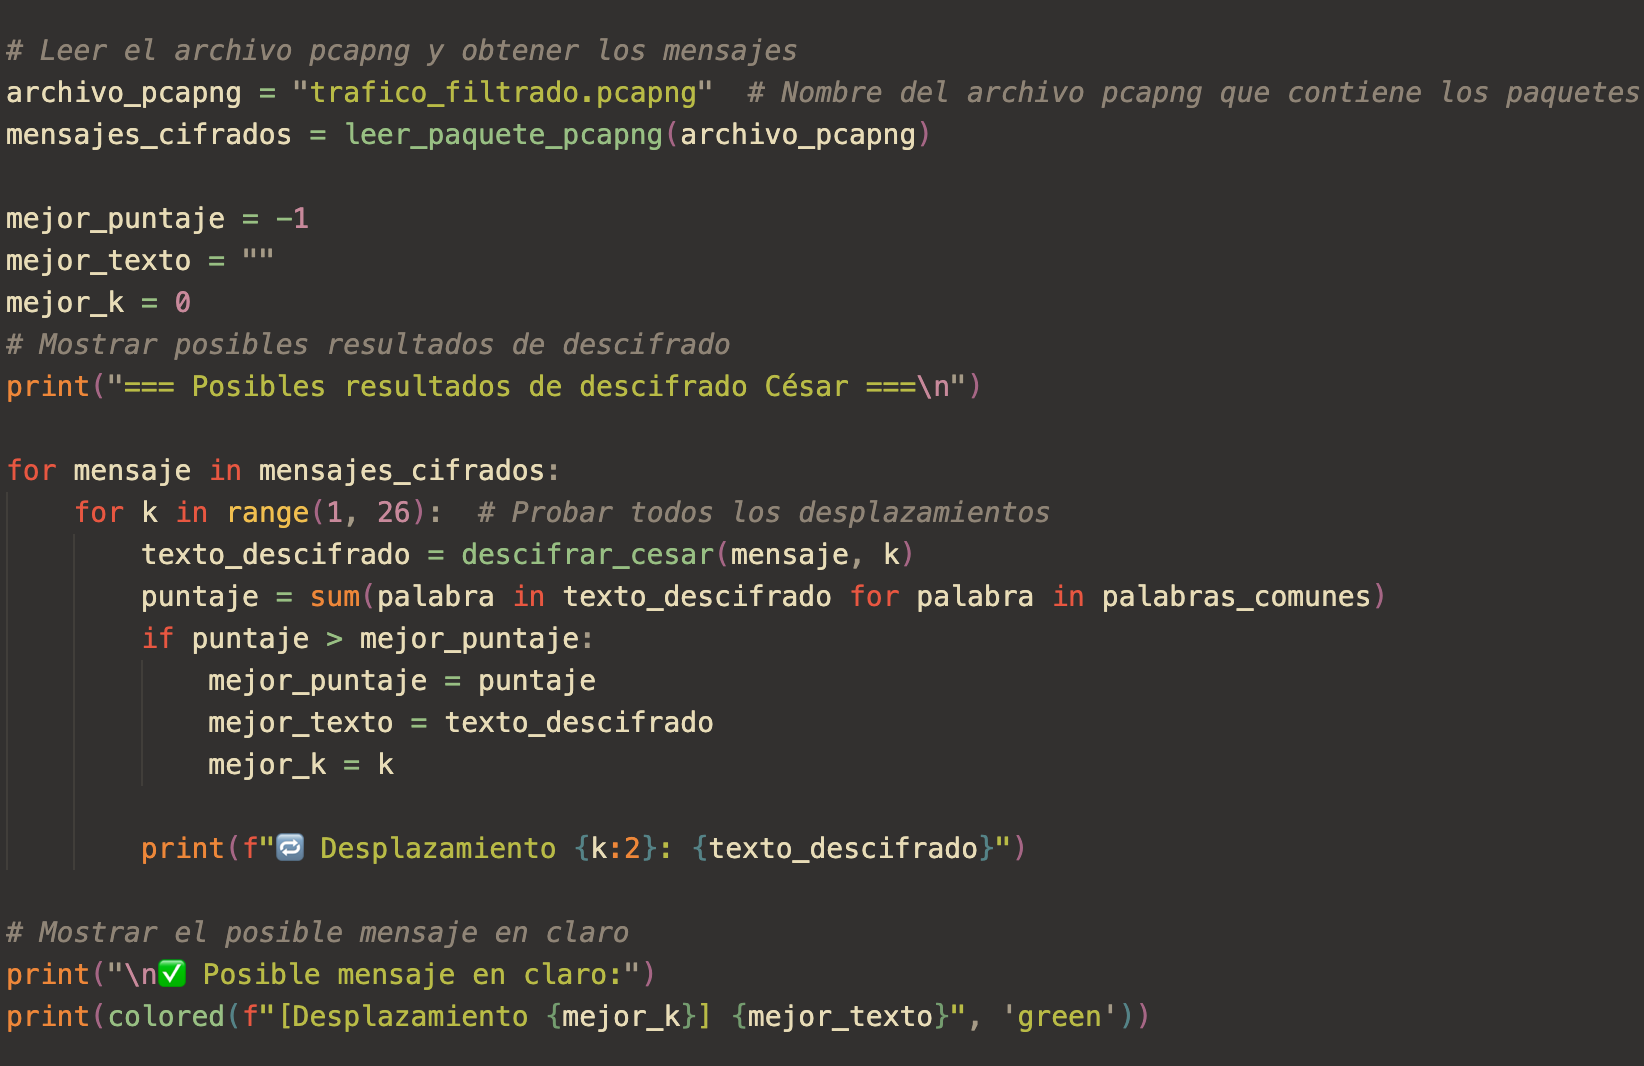 # Leer el archivo pcapng y obtener los mensajes
archivo_pcapng = "trafico_filtrado.pcapng"  # Nombre del archivo pcapng que contiene los paquetes
mensajes_cifrados = leer_paquete_pcapng(archivo_pcapng)

mejor_puntaje = -1
mejor_texto = ""
mejor_k = 0
# Mostrar posibles resultados de descifrado
print("=== Posibles resultados de descifrado César ===\n")

for mensaje in mensajes_cifrados:
    for k in range(1, 26):  # Probar todos los desplazamientos
        texto_descifrado = descifrar_cesar(mensaje, k)
        puntaje = sum(palabra in texto_descifrado for palabra in palabras_comunes)
        if puntaje > mejor_puntaje:
            mejor_puntaje = puntaje
            mejor_texto = texto_descifrado
            mejor_k = k

        print(f"🔁 Desplazamiento {k:2}: {texto_descifrado}")

# Mostrar el posible mensaje en claro
print("\n✅ Posible mensaje en claro:")
print(colored(f"[Desplazamiento {mejor_k}] {mejor_texto}", 'green'))